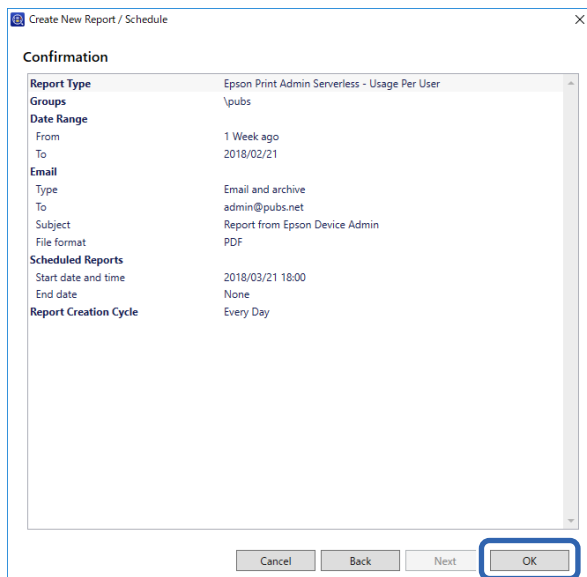 Create New Report / Schedule
Confirmation
Report Type Epson Print Admin Serverless - Usage Per User
Groups \pubs
Date Range
From 1 Week ago
To 2018/02/21
Email
Type Email and archive
To admin@pubs.net
Subject Report from Epson Device Admin
File format PDF
Scheduled Reports
Start date and time 2018/03/21 18:00
End date None
Report Creation Cycle Every Day
Cancel Back Next OK